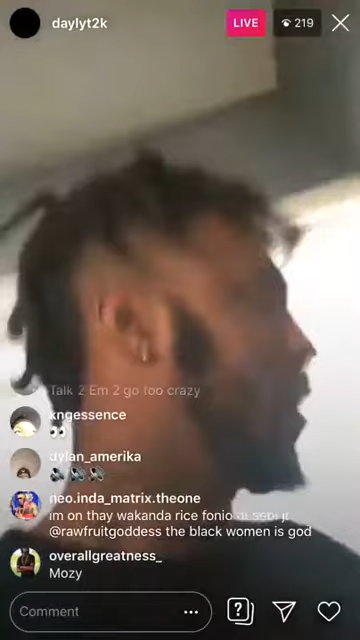 daylyt2k
LIVE
219
Talk 2 Em 2 go too crazy
xngessence
dylan_amerika
neo.inda_matrix.theone
im on thay wakanda rice fonio
@rawfruitgoddess the black women is god
overallgreatness_
Mozy
Comment